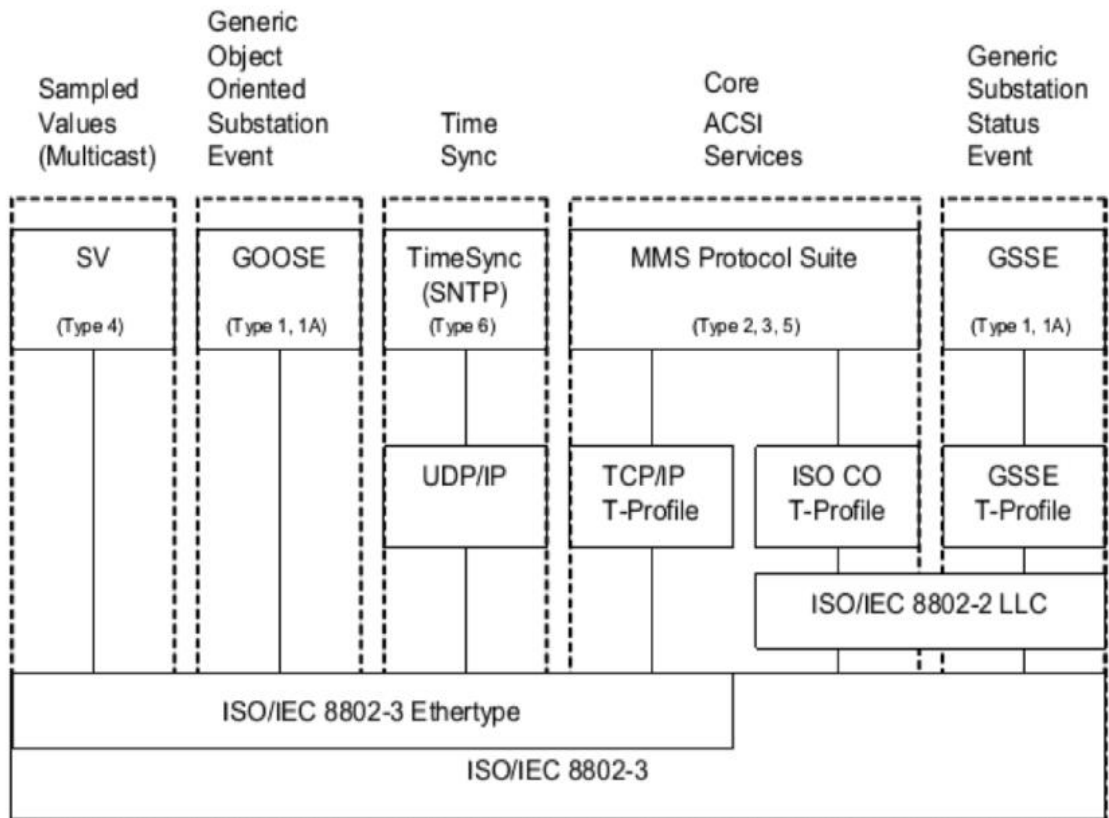 Sampled
Values
(Multicast)
Generic
Object
Oriented
Substation
Event
Time
Sync
Core
ACSI
Services
Generic
Substation
Status
Event
SV
(Type 4)
GOOSE
(Type 1, 1A)
TimeSync
(SNTP)
(Type 6)
MMS Protocol Suite
(Type 2, 3, 5)
GSSE
(Type 1, 1A)
UDP/IP
TCP/IP
T-Profile
ISO CO
T-Profile
GSSE
T-Profile
ISO/IEC 8802-2 LLC
ISO/IEC 8802-3 Ethertype
ISO/IEC 8802-3